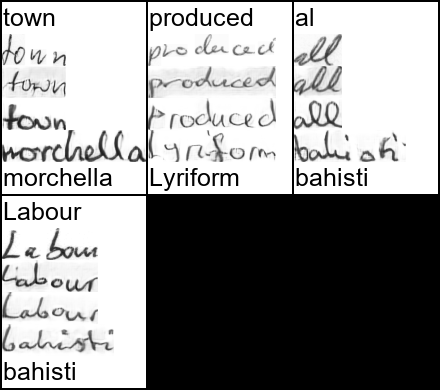 town
town
town
town
morchella
morchella
produced
produced
produced
Produced
Lyriform
Lyriform
al
all
all
all
bahisti
bahisti
Labour
Labour
Labour
Labour
bahisti
bahisti